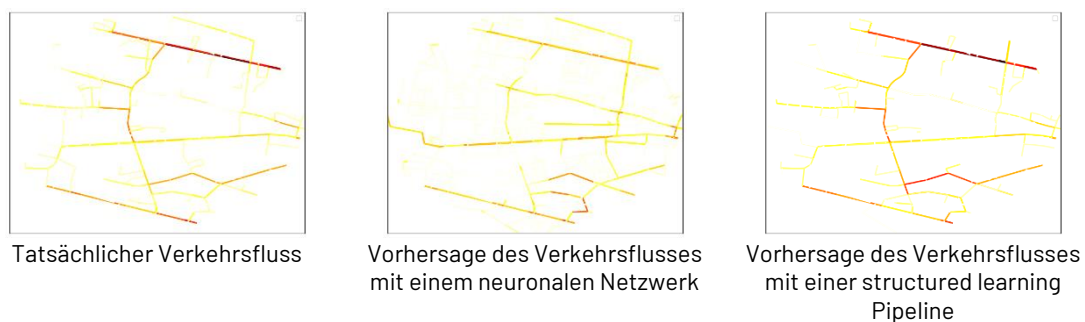 Tatsächlicher Verkehrsfluss
Vorhersage des Verkehrsflusses
mit einem neuronalen Netzwerk
Vorhersage des Verkehrsflusses
mit einer structured learning
Pipeline